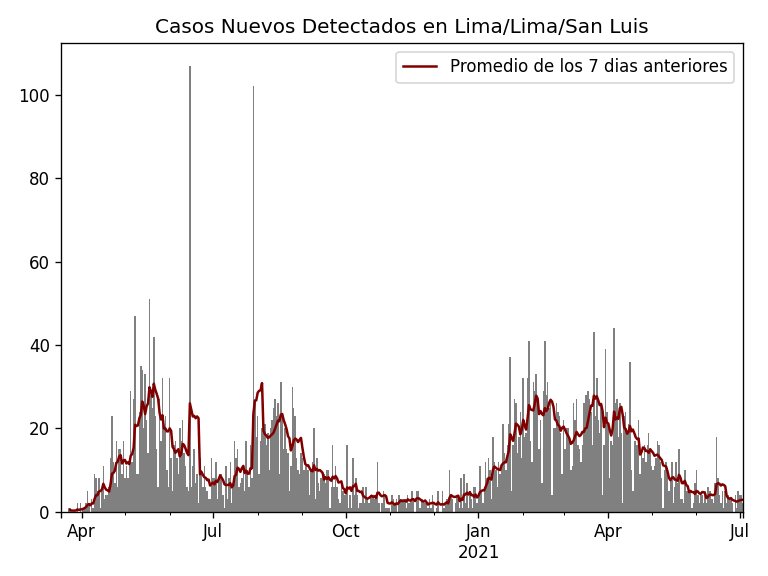 Casos Nuevos Detectados en Lima/Lima/San Luis
Promedio de los 7 dias anteriores
100
80
60
40
20
0
Apr Jul Oct Jan Apr Jul
2021